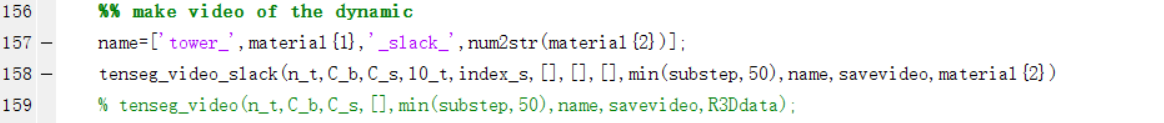 156 %% make video of the dynamic
157 – name=['tower_',material{1},'_slack_',num2str(material{2})];
158 – tenseg_video_slack(n_t,C_b,C_s,l0_t,index_s,[],[],[],min(substep,50),name,savevideo,material{2})
159 % tenseg_video(n_t,C_b,C_s,[],min(substep,50),name,savevideo,R3Ddata);